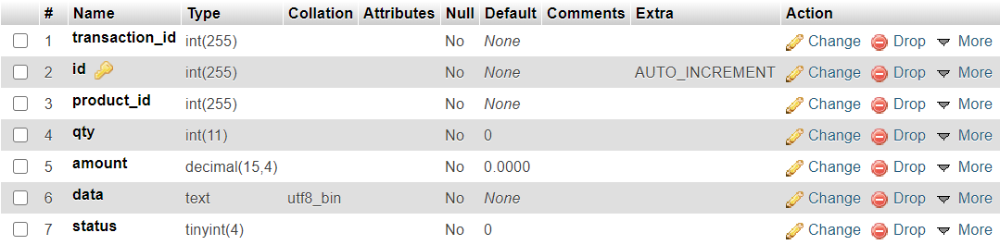 # Name Type Collation Attributes Null Default Comments Extra Action
1 transaction_id int(255) No None Change Drop More
2 id int(255) No None AUTO_INCREMENT Change Drop More
3 product_id int(255) No None Change Drop More
4 qty int(11) No 0 Change Drop More
5 amount decimal(15,4) No 0.0000 Change Drop More
6 data text utf8_bin No None Change Drop More
7 status tinyint(4) No 0 Change Drop More